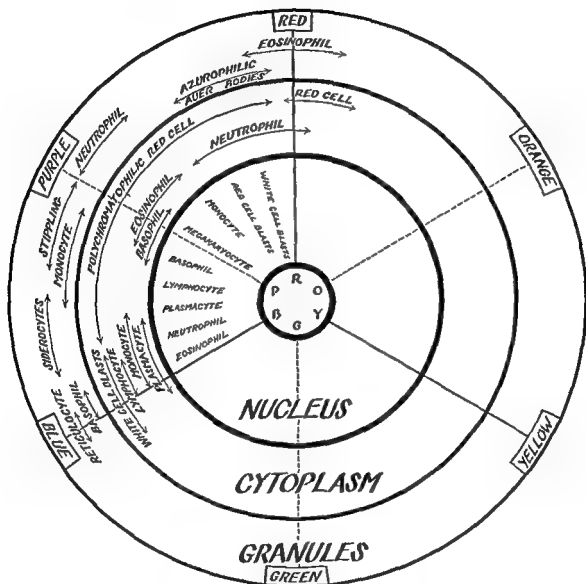 RED
EOSINOPHIL
AZUROPHILIC
AUER BODIES
RED CELL
NEUTROPHIL
POLYCHROMATOPHILIC RED CELL
NEUTROPHIL
PURPLE
ORANGE
EOSINOPHIL
BASOPHIL
WHITE CELL BLASTS
RED CELL BLASTS
MONOCYTE
MEGAKARYOCYTE
BASOPHIL
LYMPHOCYTE
PLASMACYTE
NEUTROPHIL
EOSINOPHIL
STIPPLING
MONOCYTE
SIDEROCYTES
R
O
Y
G
B
P
WHITE CELL BLASTS
LYMPHOCYTE
MONOCYTE
PLASMACYTE
RETICULOCYTE
BASOPHIL
BLUE
YELLOW
NUCLEUS
CYTOPLASM
GRANULES
GREEN